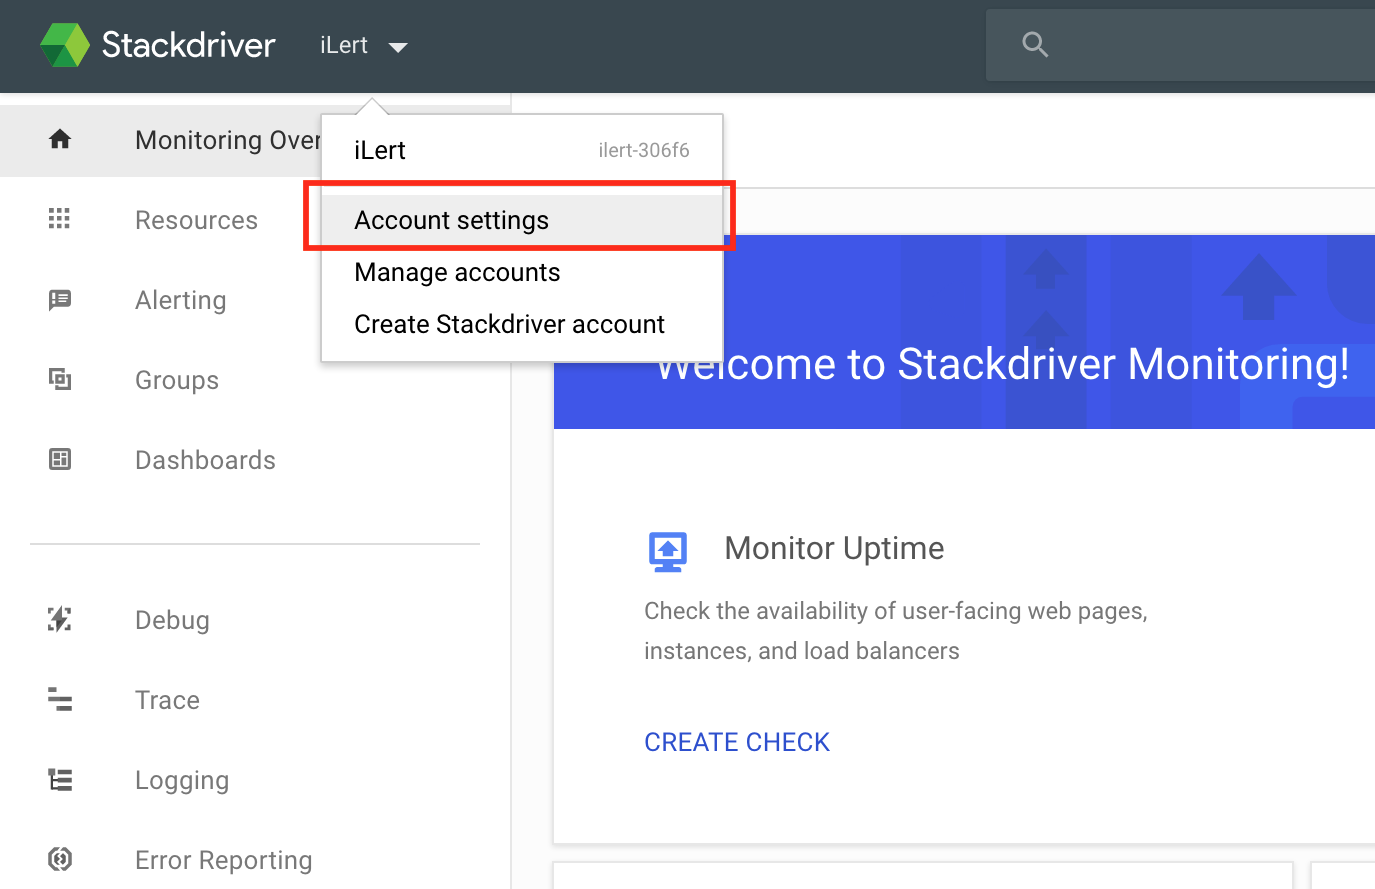 Stackdriver
iLert
Monitoring Over
iLert
ilert-306f6
Account settings
Manage accounts
Create Stackdriver account
Resources
Alerting
Groups
Dashboards
Debug
Trace
Logging
Error Reporting
Welcome to Stackdriver Monitoring!
Monitor Uptime
Check the availability of user-facing web pages,
instances, and load balancers
CREATE CHECK